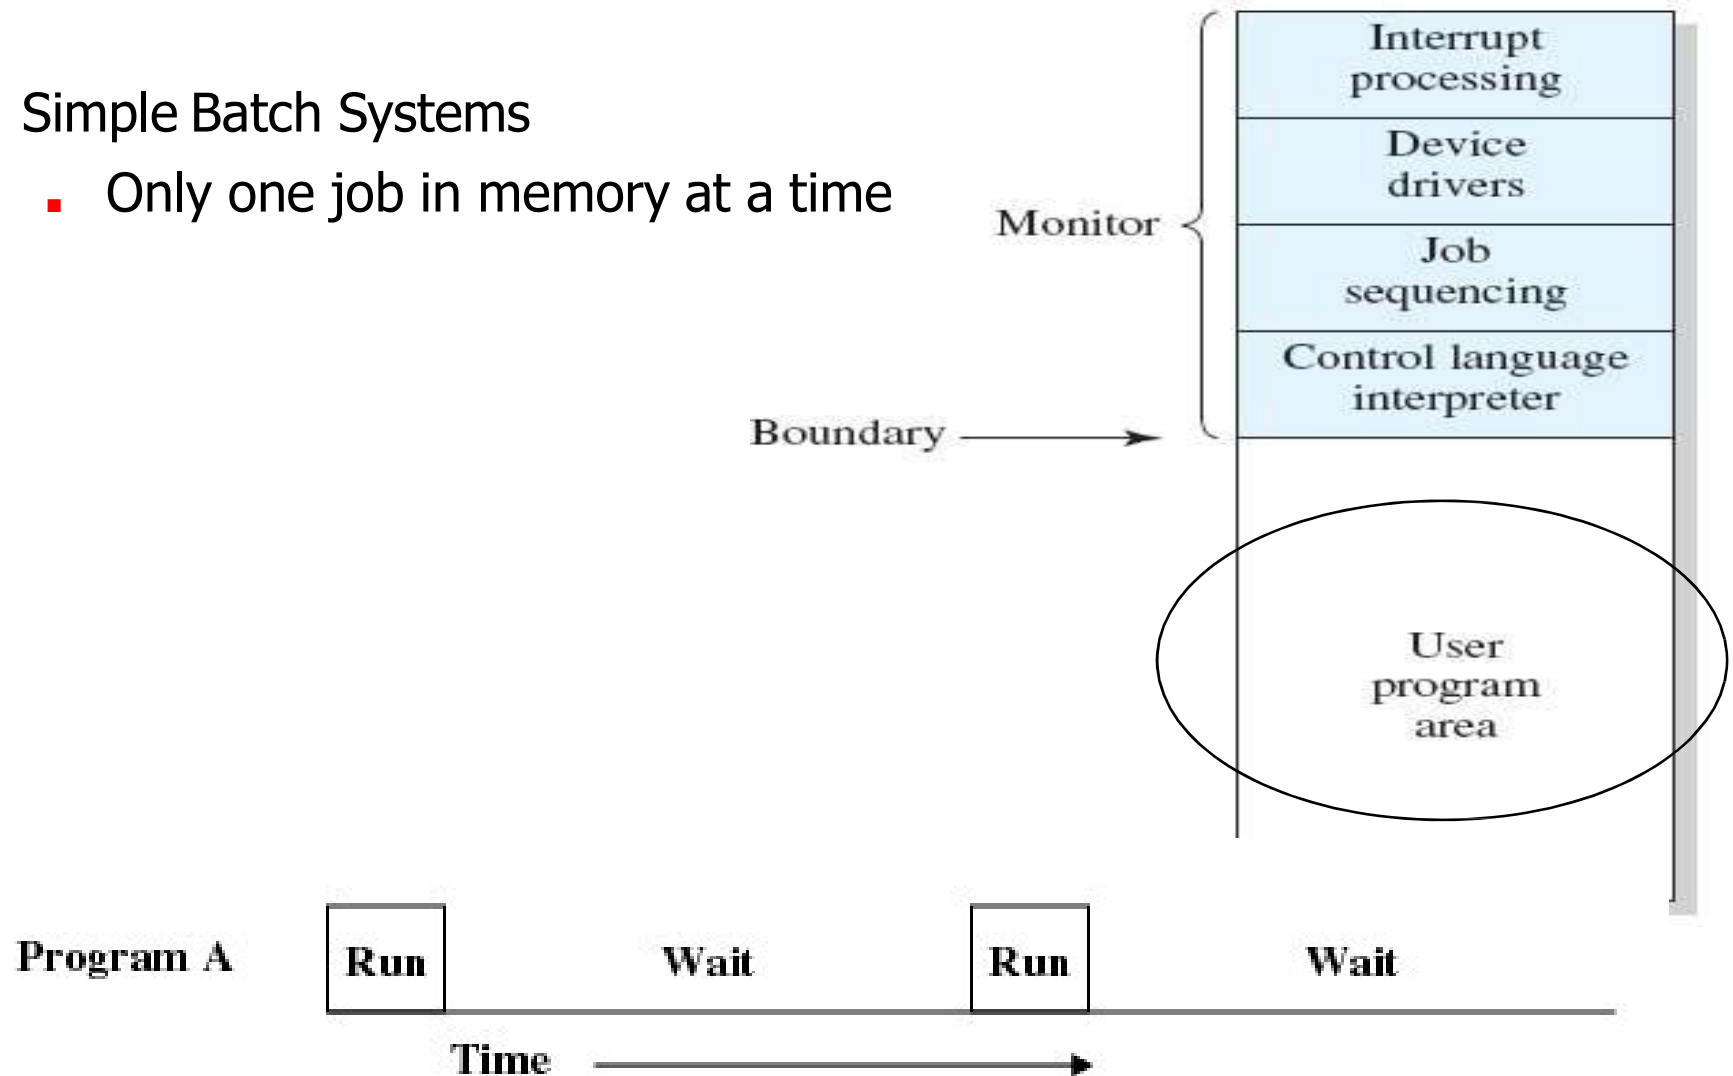 Simple Batch Systems
Only one job in memory at a time
Interrupt
processing
Device
drivers
Monitor
Job
sequencing
Control language
interpreter
Boundary
User
program
area
Program A
Run
Wait
Run
Wait
Time